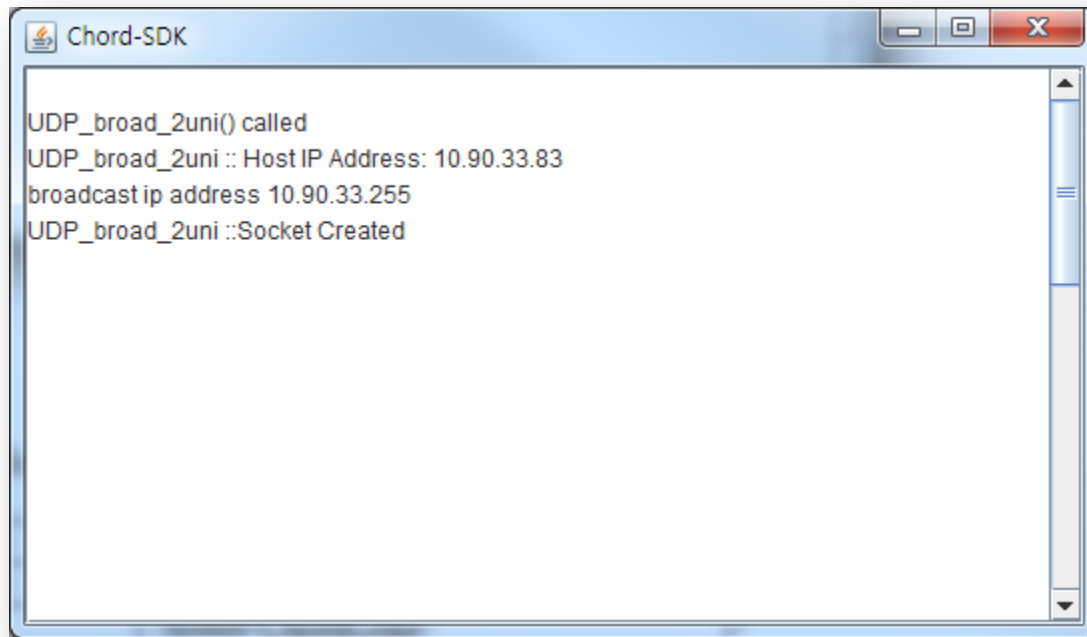 Chord-SDK
UDP_broad_2uni() called
UDP_broad_2uni :: Host IP Address: 10.90.33.83
broadcast ip address 10.90.33.255
UDP_broad_2uni ::Socket Created